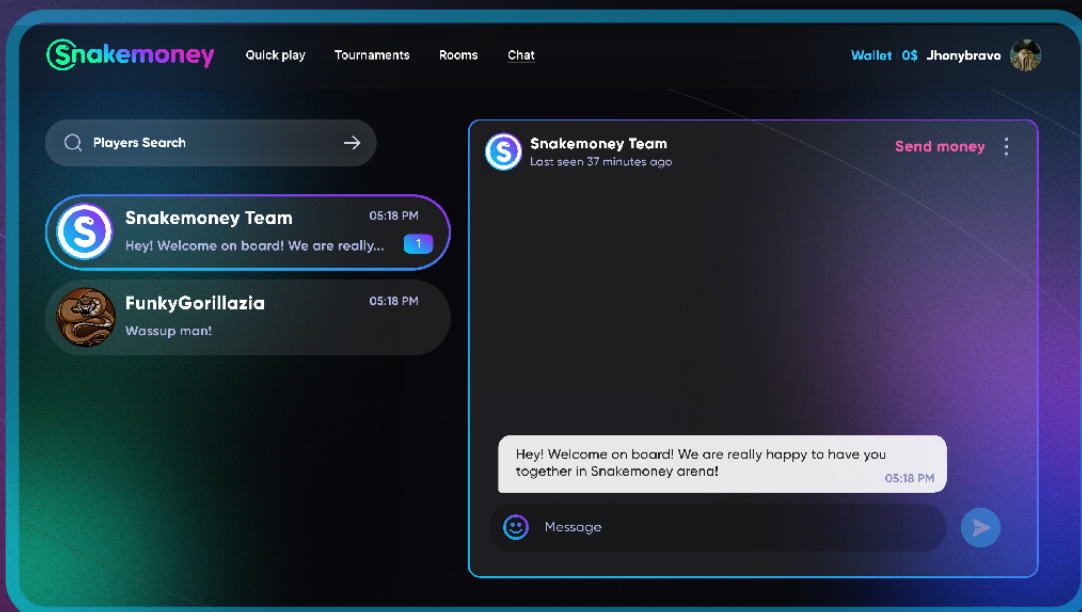 Snakemoney
Quick play
Tournaments
Rooms
Chat
Wallet 0$ Jhonybravo
Players Search
Snakemoney Team
05:18 PM
Hey! Welcome on board! We are really...
1
FunkyGorillazia
05:18 PM
Wassup man!
Snakemoney Team
Last seen 37 minutes ago
Send money
Hey! Welcome on board! We are really happy to have you
together in Snakemoney arena!
05:18 PM
Message